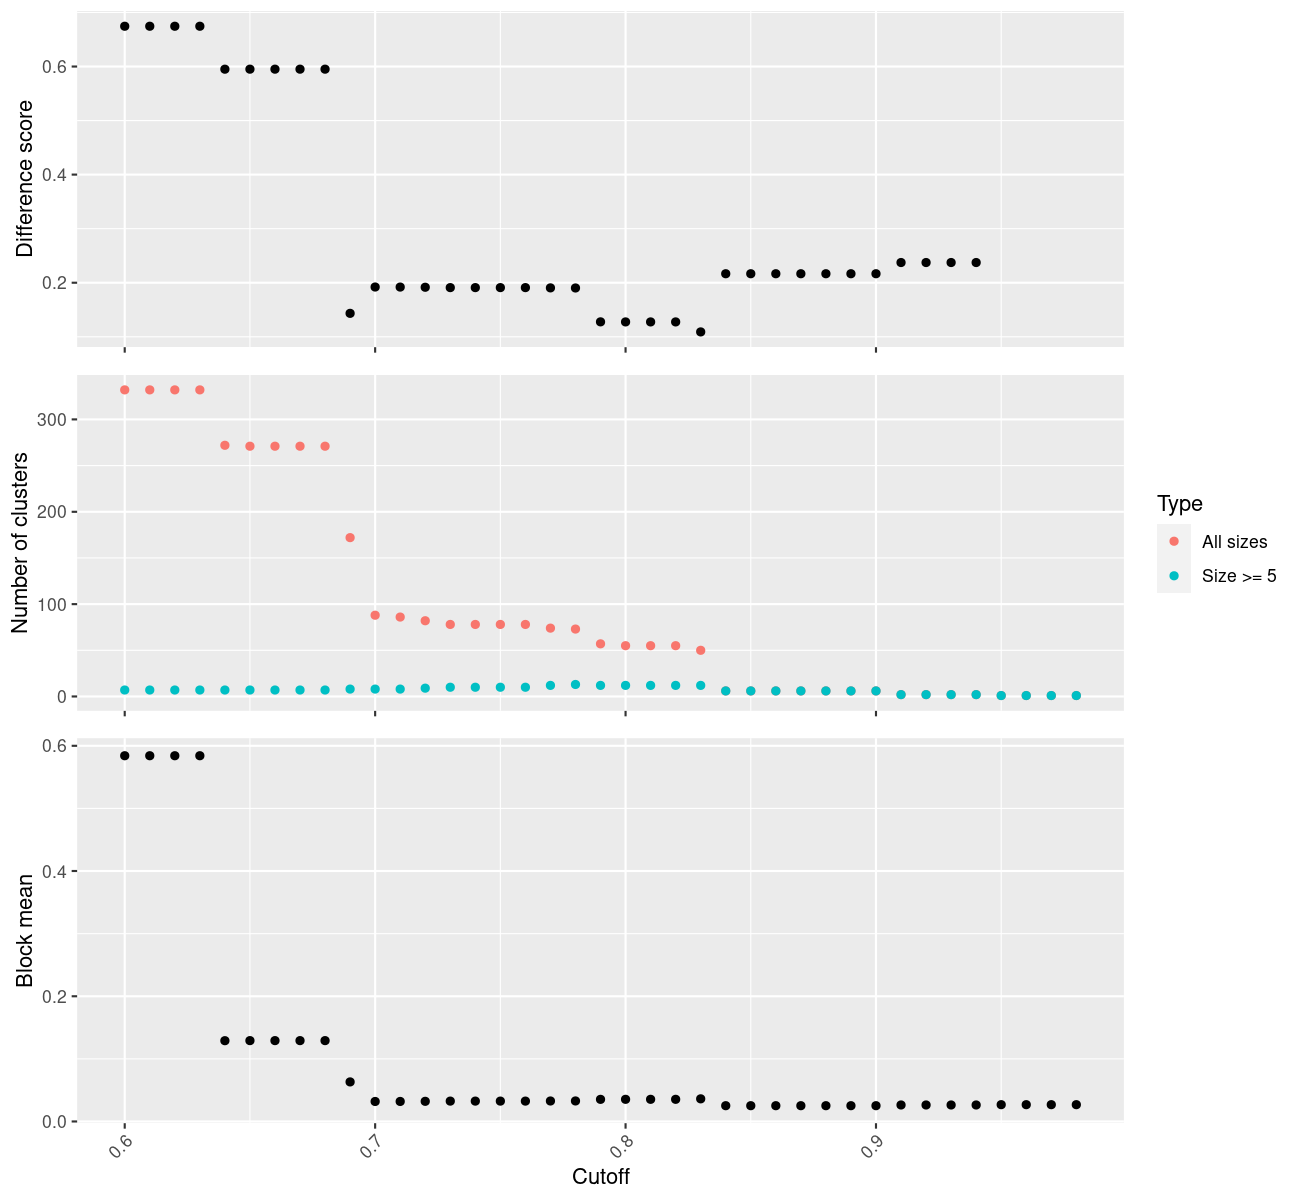 Difference score
0.6
0.4
0.2
Number of clusters
300
200
100
0
Type
All sizes
Size >= 5
Block mean
0.6
0.4
0.2
0.0
0.6
0.7
0.8
0.9
Cutoff